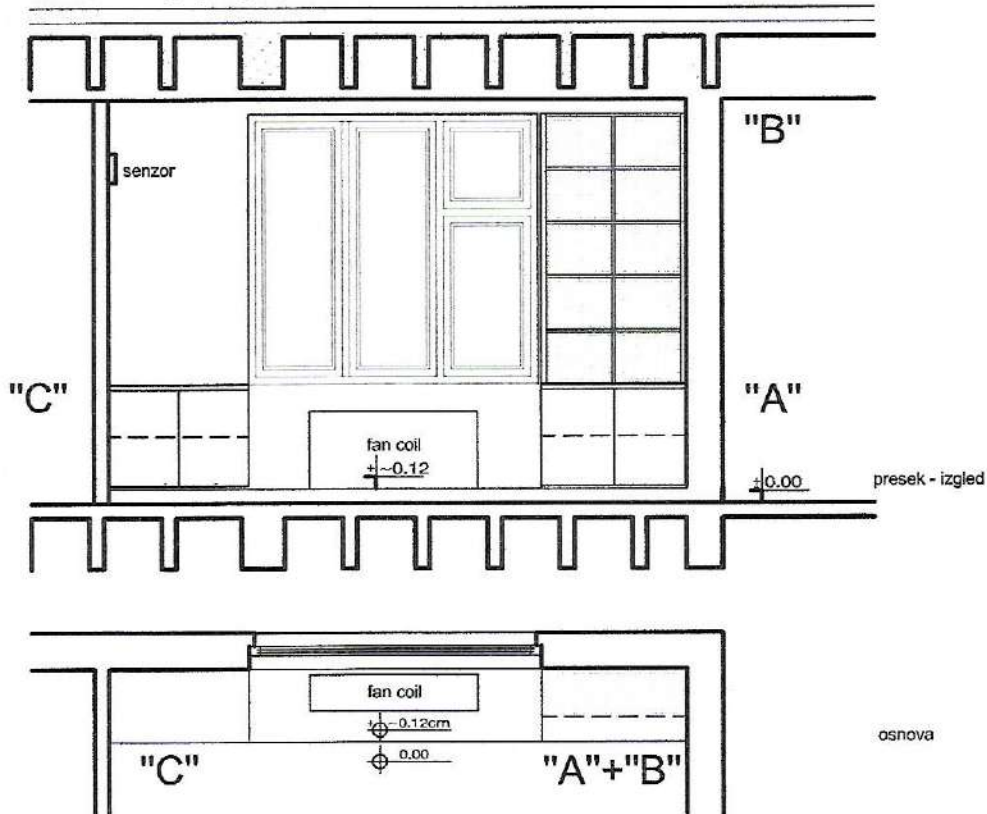 "B"
senzor
"C"
"A"
fan coil
±~0.12
±0.00
presek - izgled
fan coil
±~0.12cm
0.00
osnova
"C"
"A"+"B"